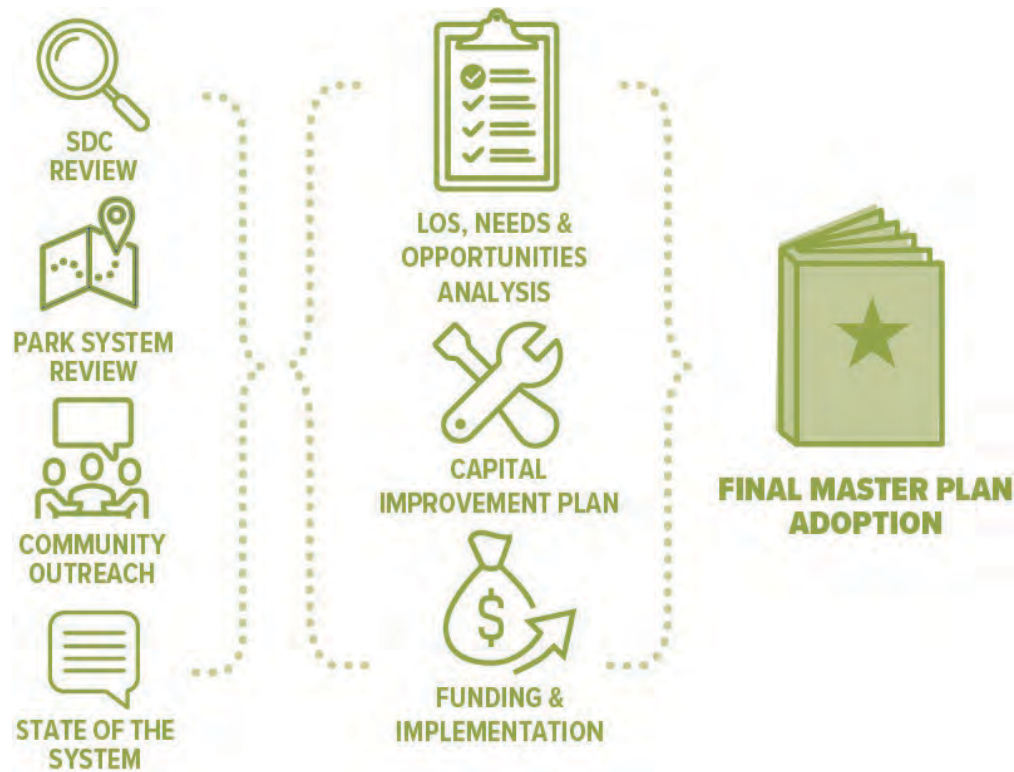 SDC
REVIEW
PARK SYSTEM
REVIEW
COMMUNITY
OUTREACH
STATE OF THE
SYSTEM
LOS, NEEDS &
OPPORTUNITIES
ANALYSIS
CAPITAL
IMPROVEMENT PLAN
$
FUNDING &
IMPLEMENTATION
FINAL MASTER PLAN
ADOPTION